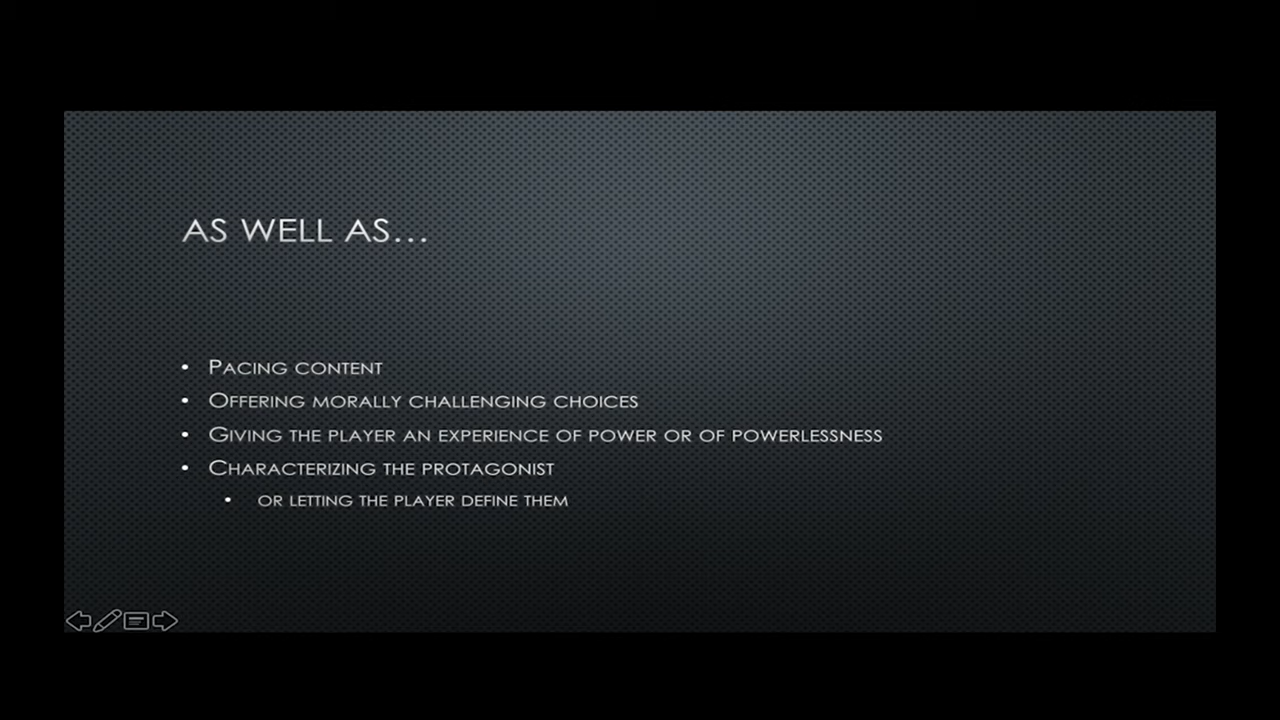 AS WELL AS...
• PACING CONTENT
• OFFERING MORALLY CHALLENGING CHOICES
• GIVING THE PLAYER AN EXPERIENCE OF POWER OR OF POWERLESSNESS
• CHARACTERIZING THE PROTAGONIST
• OR LETTING THE PLAYER DEFINE THEM